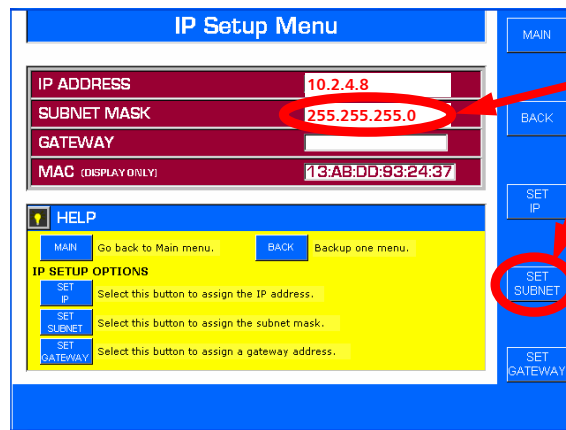 IP Setup Menu
MAIN
IP ADDRESS 10.2.4.8
SUBNET MASK 255.255.255.0
BACK
GATEWAY
MAC (DISPLAY ONLY) 13:AB:DD:93:24:37
SET
IP
HELP
MAIN Go back to Main menu. BACK Backup one menu.
IP SETUP OPTIONS
SET
IP
Select this button to assign the IP address.
SET
SUBNET
SET
SUBNET
Select this button to assign the subnet mask.
SET
GATEWAY
Select this button to assign a gateway address.
SET
GATEWAY